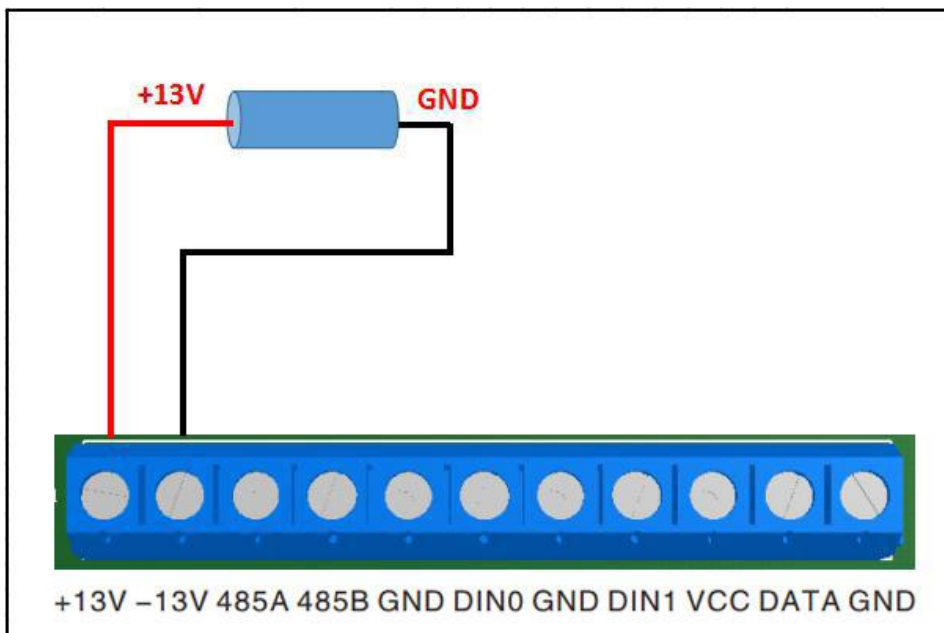 +13V GND
+13V −13V 485A 485B GND DIN0 GND DIN1 VCC DATA GND